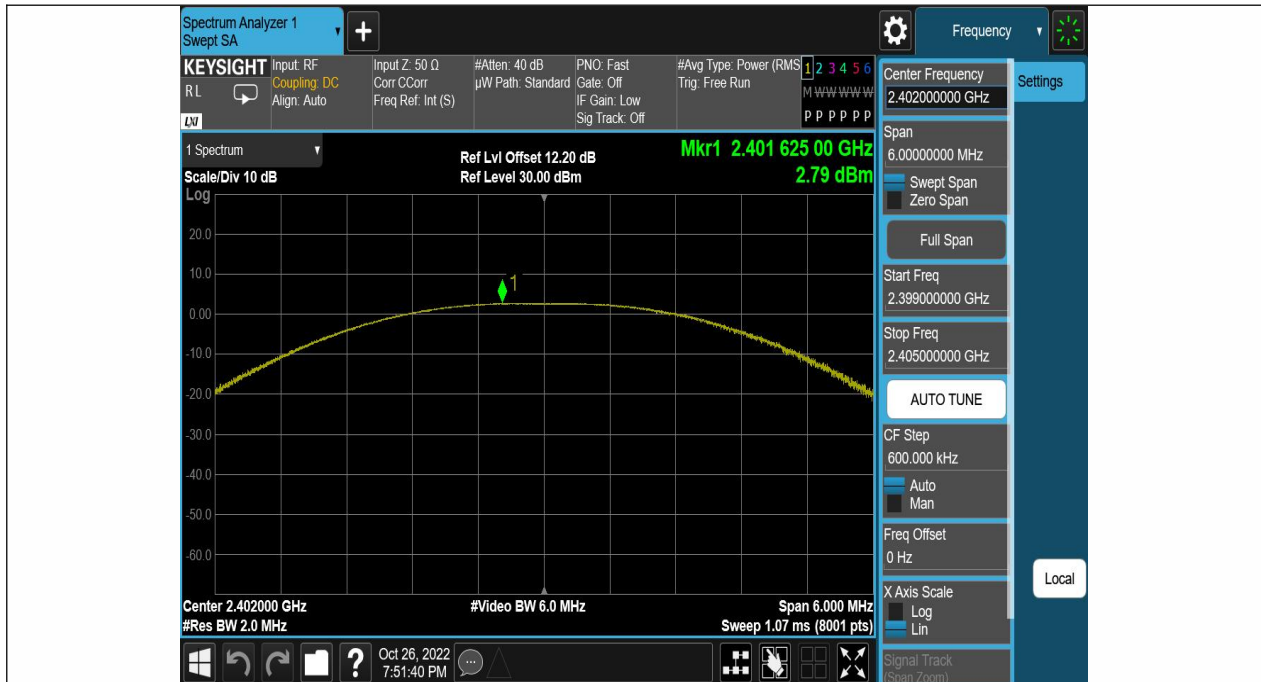 Spectrum Analyzer 1
Swept SA
+
Frequency
KEYSIGHT
R L
LXI
Input: RF
Coupling: DC
Align: Auto
Input Z: 50 Ω
Corr CCorr
Freq Ref: Int (S)
#Atten: 40 dB
µW Path: Standard
PNO: Fast
Gate: Off
IF Gain: Low
Sig Track: Off
#Avg Type: Power (RMS
Trig: Free Run
1 2 3 4 5 6
M W W W W W
P P P P P P
1 Spectrum
Scale/Div 10 dB
Log
Ref Lvl Offset 12.20 dB
Ref Level 30.00 dBm
Mkr1 2.401 625 00 GHz
2.79 dBm
20.0
10.0
0.00
-10.0
-20.0
-30.0
-40.0
-50.0
-60.0
1
Center 2.402000 GHz
#Res BW 2.0 MHz
#Video BW 6.0 MHz
Span 6.000 MHz
Sweep 1.07 ms (8001 pts)
?
Oct 26, 2022
7:51:40 PM
Center Frequency
2.402000000 GHz
Span
6.00000000 MHz
Swept Span
Zero Span
Full Span
Start Freq
2.399000000 GHz
Stop Freq
2.405000000 GHz
AUTO TUNE
CF Step
600.000 kHz
Auto
Man
Freq Offset
0 Hz
X Axis Scale
Log
Lin
Signal Track
(Span Zoom)
Settings
Local